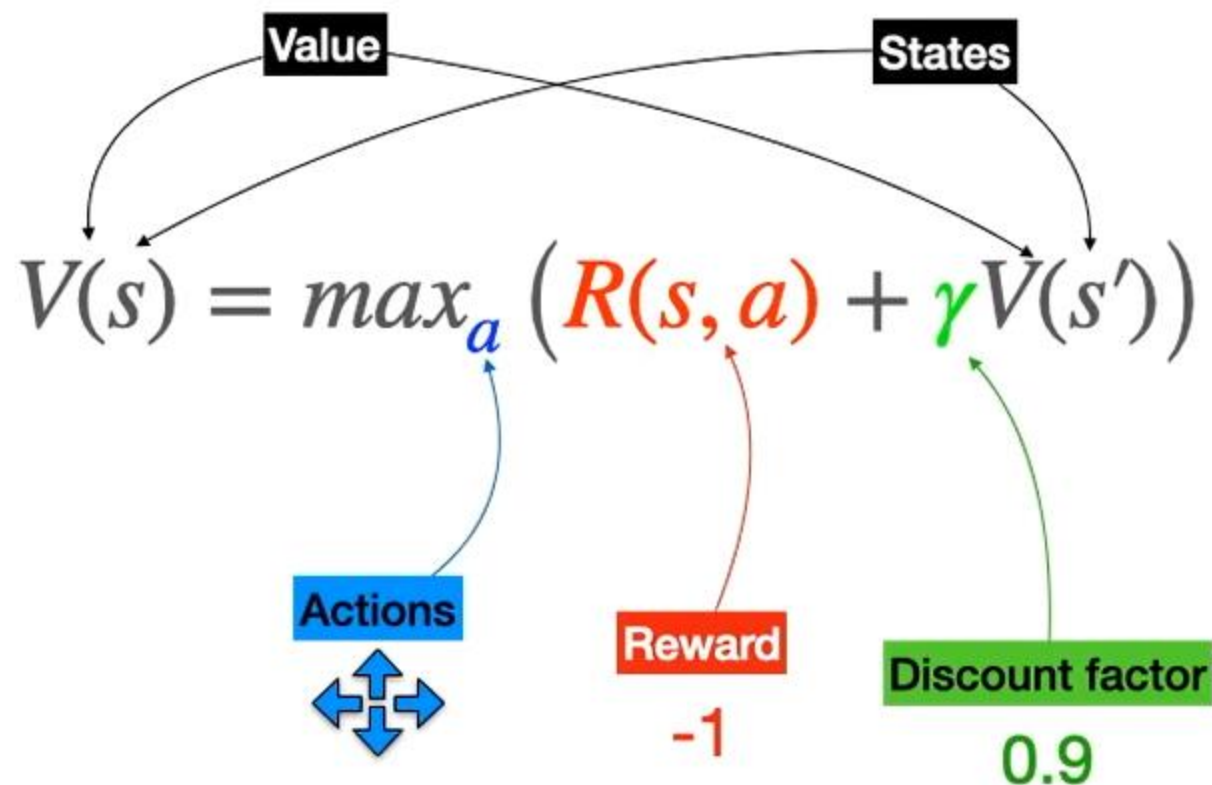 Value
States
V(s) = max_a (R(s, a) + γV(s′))
Actions
Reward
-1
Discount factor
0.9